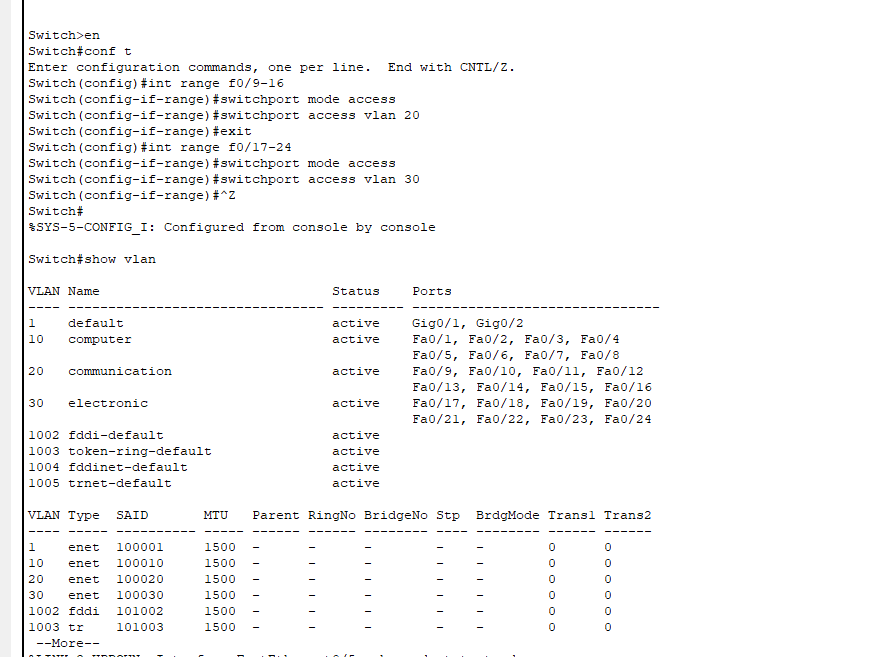 Switch>en
Switch#conf t
Enter configuration commands, one per line.  End with CNTL/Z.
Switch(config)#int range f0/9-16
Switch(config-if-range)#switchport mode access
Switch(config-if-range)#switchport access vlan 20
Switch(config-if-range)#exit
Switch(config)#int range f0/17-24
Switch(config-if-range)#switchport mode access
Switch(config-if-range)#switchport access vlan 30
Switch(config-if-range)#^Z
Switch#
%SYS-5-CONFIG_I: Configured from console by console
Switch#show vlan
VLAN Name                             Status    Ports
---- -------------------------------- --------- -------------------------------
1    default                          active    Gig0/1, Gig0/2
10   computer                         active    Fa0/1, Fa0/2, Fa0/3, Fa0/4
                                                Fa0/5, Fa0/6, Fa0/7, Fa0/8
20   communication                    active    Fa0/9, Fa0/10, Fa0/11, Fa0/12
                                                Fa0/13, Fa0/14, Fa0/15, Fa0/16
30   electronic                       active    Fa0/17, Fa0/18, Fa0/19, Fa0/20
                                                Fa0/21, Fa0/22, Fa0/23, Fa0/24
1002 fddi-default                     active
1003 token-ring-default               active
1004 fddinet-default                  active
1005 trnet-default                    active
VLAN Type  SAID       MTU   Parent RingNo BridgeNo Stp  BrdgMode Trans1 Trans2
---- ----- ---------- ----- ------ ------ -------- ---- -------- ------ ------
1    enet  100001     1500  -      -      -        -    -        0      0
10   enet  100010     1500  -      -      -        -    -        0      0
20   enet  100020     1500  -      -      -        -    -        0      0
30   enet  100030     1500  -      -      -        -    -        0      0
1002 fddi  101002     1500  -      -      -        -    -        0      0
1003 tr    101003     1500  -      -      -        -    -        0      0
 --More--